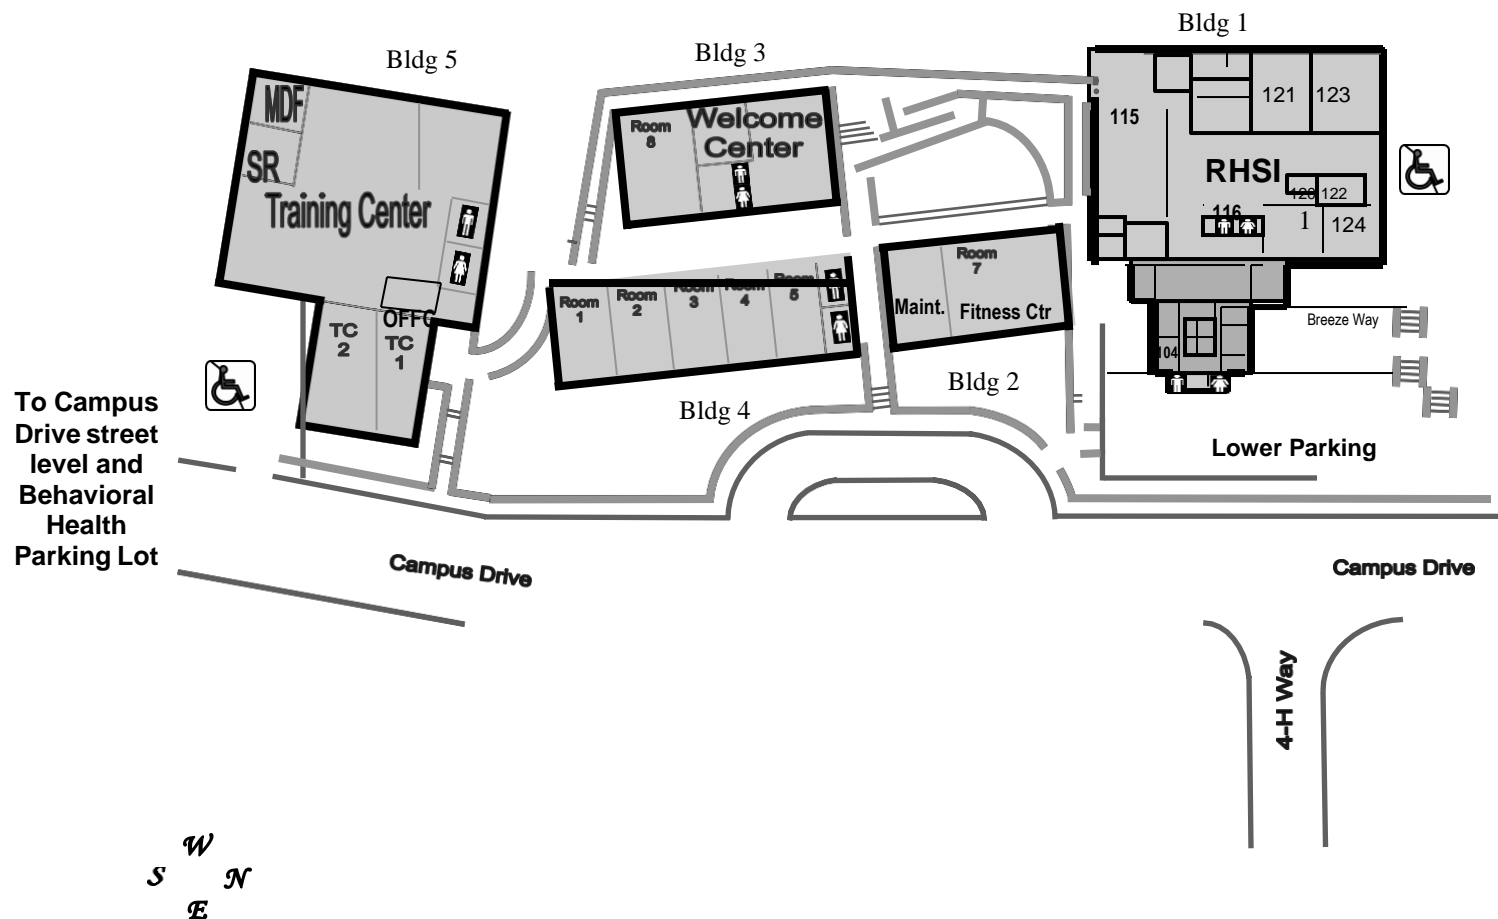 Bldg 1
Bldg 3
Bldg 5
MDF
SR
Training Center
OFFC
TC
2
TC
1
Room
8
Welcome
Center
Room
1
Room
2
Room
3
Room
4
Room
5
Bldg 4
Room
7
Maint.
Fitness Ctr
Bldg 2
115
121
123
RHSI
120
122
116
1
124
104
Breeze Way
Lower Parking
To Campus
Drive street
level and
Behavioral
Health
Parking Lot
Campus Drive
Campus Drive
4-H Way
W
S
N
E